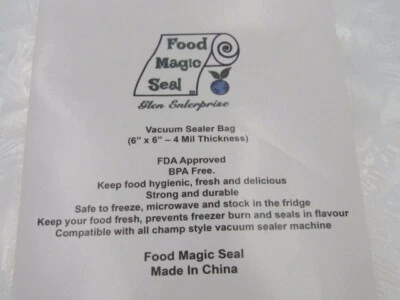 Food
Magic
Seal
Glen Enterprise
Vacuum Sealer Bag
(6" x 6" – 4 Mil Thickness)
FDA Approved
BPA Free.
Keep food hygienic, fresh and delicious
Strong and durable
Safe to freeze, microwave and stock in the fridge
Keep your food fresh, prevents freezer burn and seals in flavour
Compatible with all champ style vacuum sealer machine
Food Magic Seal
Made In China